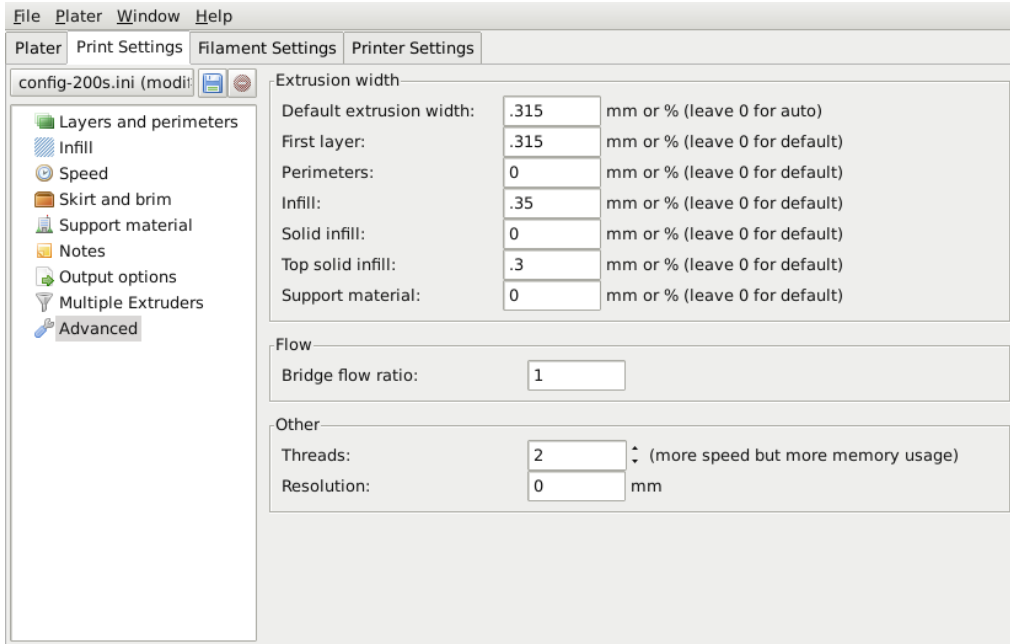 File Plater Window Help
Plater Print Settings Filament Settings Printer Settings
config-200s.ini (modif
Layers and perimeters
Infill
Speed
Skirt and brim
Support material
Notes
Output options
Multiple Extruders
Advanced
Extrusion width
Default extrusion width: .315 mm or % (leave 0 for auto)
First layer: .315 mm or % (leave 0 for default)
Perimeters: 0 mm or % (leave 0 for default)
Infill: .35 mm or % (leave 0 for default)
Solid infill: 0 mm or % (leave 0 for default)
Top solid infill: .3 mm or % (leave 0 for default)
Support material: 0 mm or % (leave 0 for default)
Flow
Bridge flow ratio: 1
Other
Threads: 2 (more speed but more memory usage)
Resolution: 0 mm